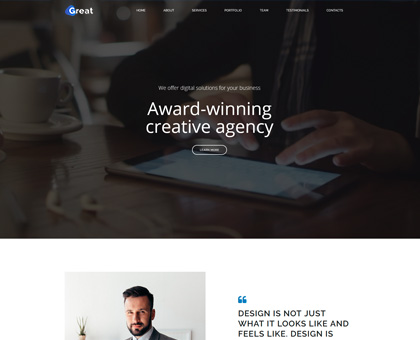 Great
HOME ABOUT SERVICES PORTFOLIO TEAM TESTIMONIALS CONTACTS
We offer digital solutions for your business
Award-winning
creative agency
LEARN MORE
DESIGN IS NOT JUST
WHAT IT LOOKS LIKE AND
FEELS LIKE. DESIGN IS